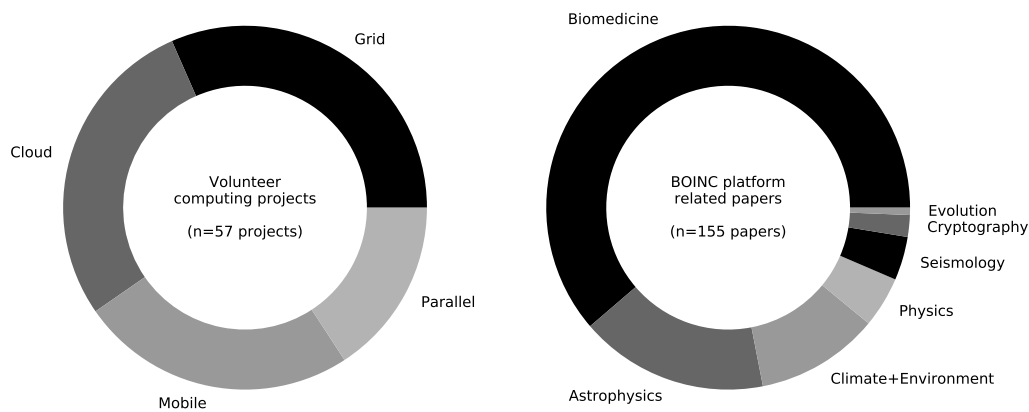 Grid
Cloud
Volunteer
computing projects
(n=57 projects)
Parallel
Mobile
Biomedicine
BOINC platform
related papers
(n=155 papers)
Evolution
Cryptography
Seismology
Physics
Climate+Environment
Astrophysics